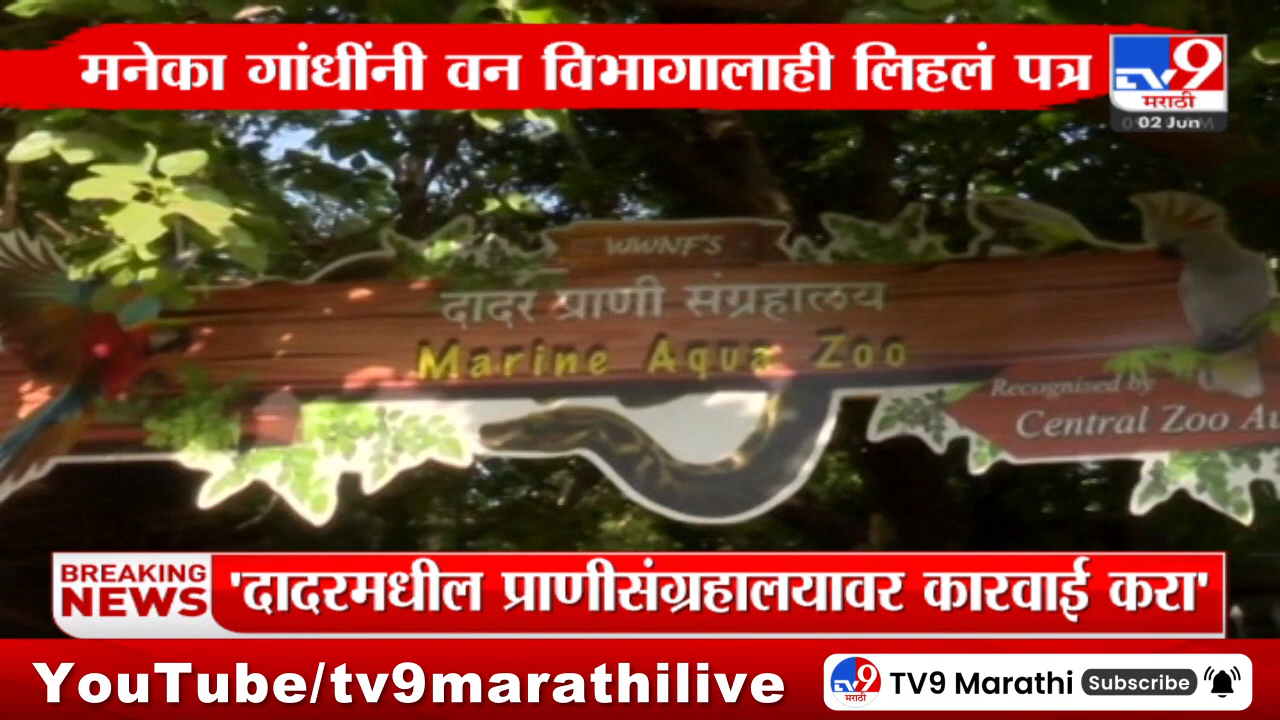 मनेका गांधींनी वन विभागालाही लिहलं पत्र
TV9
मराठी
02 Jun
WWNF'S
दादर प्राणी संग्रहालय
Marine Aqua Zoo
Recognised by
Central Zoo
BREAKING
NEWS
'दादरमधील प्राणीसंग्रहालयावर कारवाई करा'
YouTube/tv9marathilive
TV9
मराठी
TV9 Marathi
Subscribe